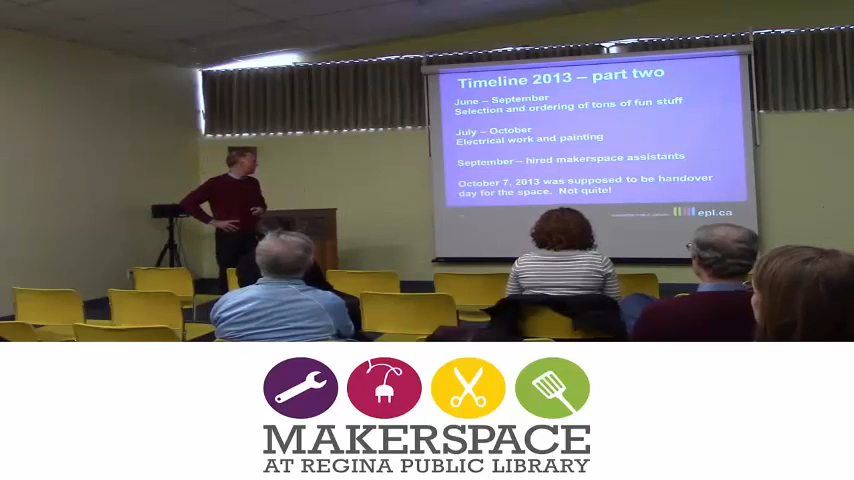 Timeline 2013 – part two
June – September
Selection and ordering of tons of fun stuff
July – October
Electrical work and painting
September – hired makerspace assistants
October 7, 2013 was supposed to be handover
day for the space. Not quite!
epl.ca
MAKERSPACE
AT REGINA PUBLIC LIBRARY